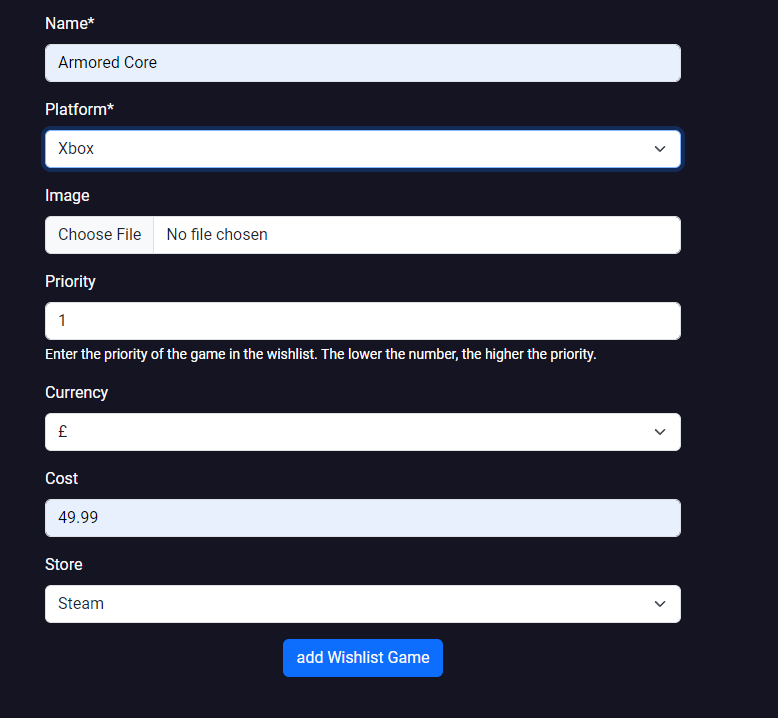 Name*
Armored Core
Platform*
Xbox
Image
Choose File No file chosen
Priority
1
Enter the priority of the game in the wishlist. The lower the number, the higher the priority.
Currency
£
Cost
49.99
Store
Steam
add Wishlist Game